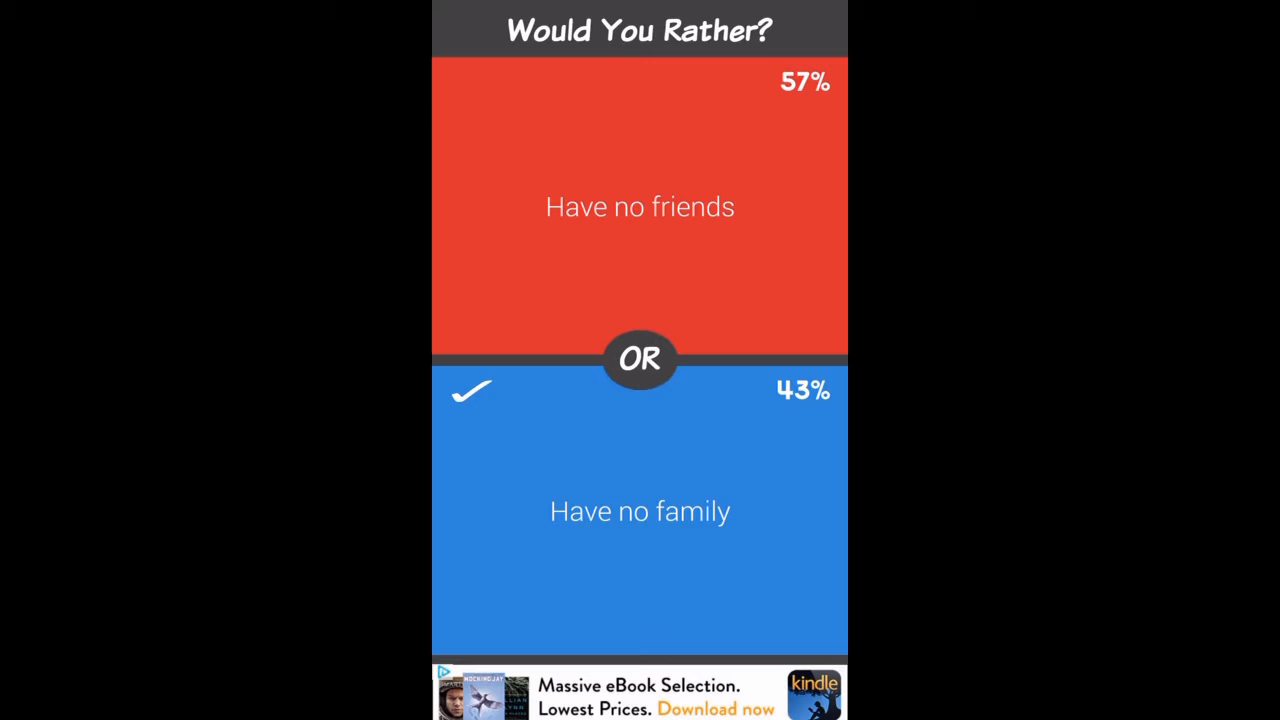 Would You Rather?
57%
Have no friends
OR
43%
Have no family
MOCKINGJAY
Massive eBook Selection.
Lowest Prices. Download now
kindle